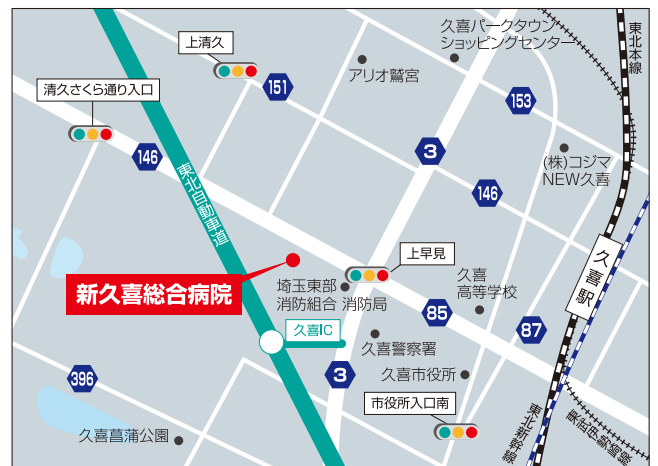 久喜パークタウン
ショッピングセンター
東北本線
上清久
アリオ鷲宮
清久さくら通り入口
151
153
3
146
146
(株)コジマ
NEW久喜
東北自動車道
上早見
久喜駅
新久喜総合病院
埼玉東部
消防組合 消防局
久喜
高等学校
85
久喜IC
久喜警察署
87
396
3
久喜市役所
市役所入口南
東北新幹線
東武伊勢崎線
久喜菖蒲公園